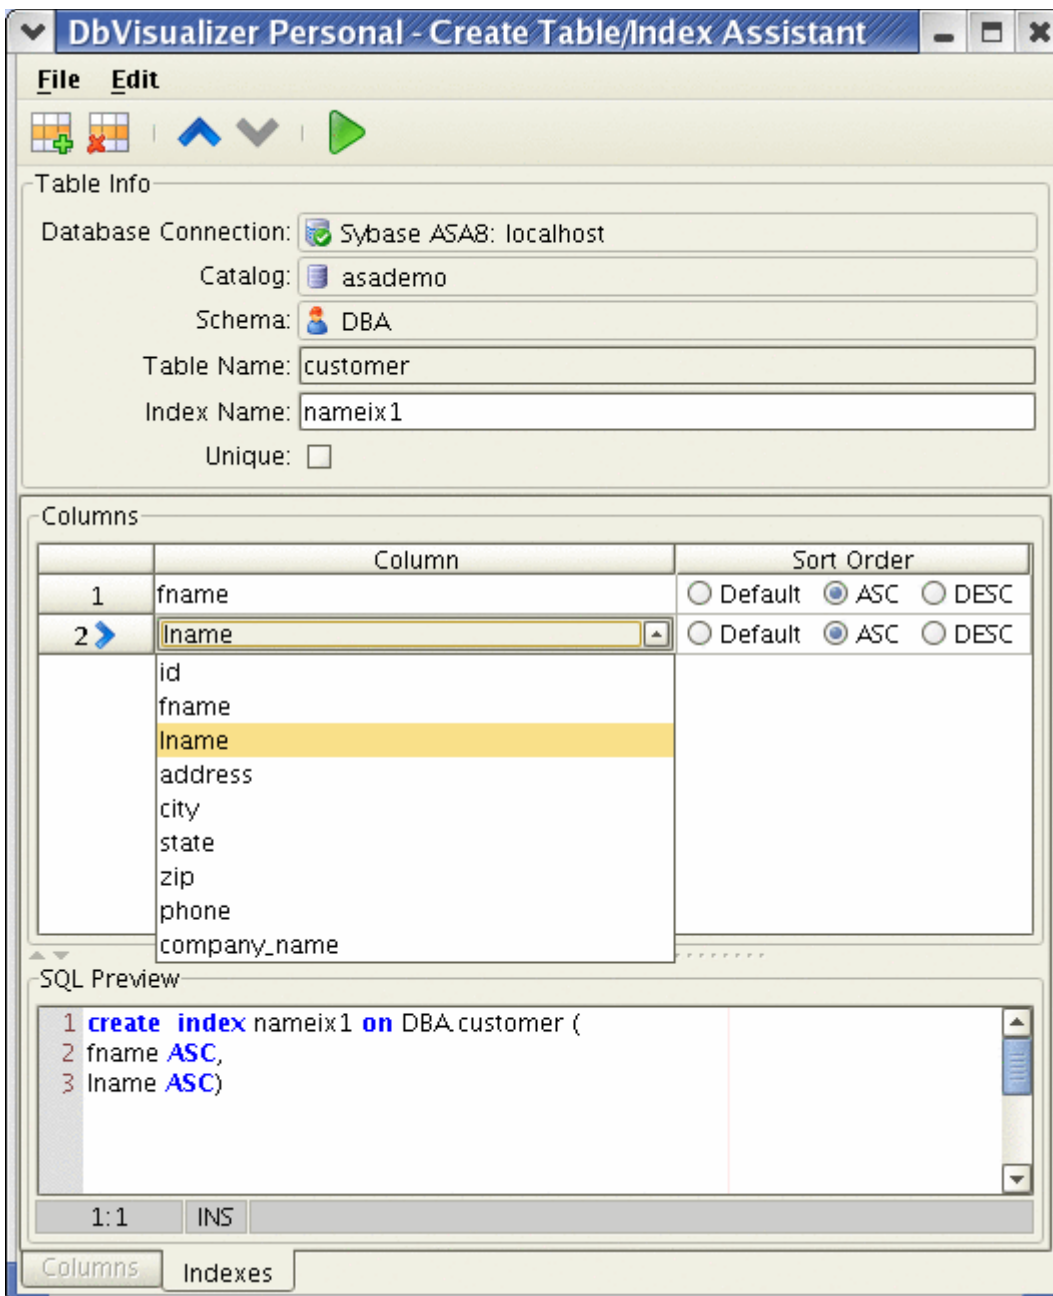 DbVisualizer Personal - Create Table/Index Assistant
File Edit
Table Info
Database Connection: Sybase ASA8: localhost
Catalog: asademo
Schema: DBA
Table Name: customer
Index Name: nameix1
Unique:
Columns
Column Sort Order
1 fname Default ASC DESC
2 lname Default ASC DESC
id
fname
lname
address
city
state
zip
phone
company_name
SQL Preview
1 create index nameix1 on DBA.customer (
2 fname ASC,
3 lname ASC)
1:1 INS
Columns Indexes